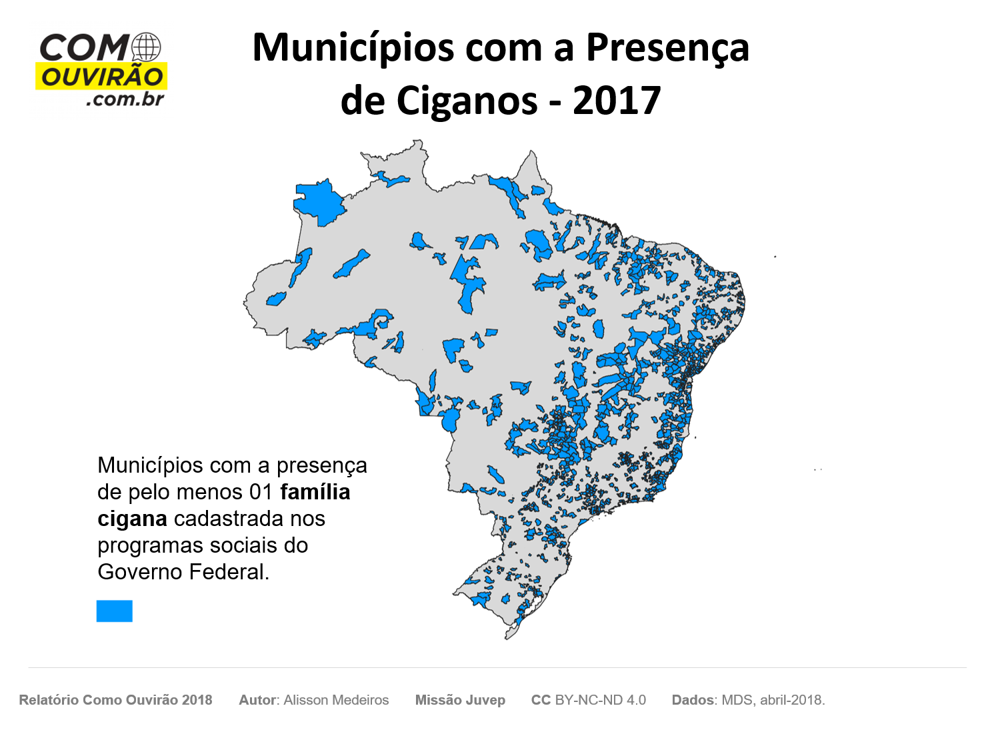 COM
OUVIRÃO
.com.br
Municípios com a Presença
de Ciganos - 2017
Municípios com a presença
de pelo menos 01 família
cigana cadastrada nos
programas sociais do
Governo Federal.
Relatório Como Ouvirão 2018 Autor: Alisson Medeiros Missão Juvep CC BY-NC-ND 4.0 Dados: MDS, abril-2018.